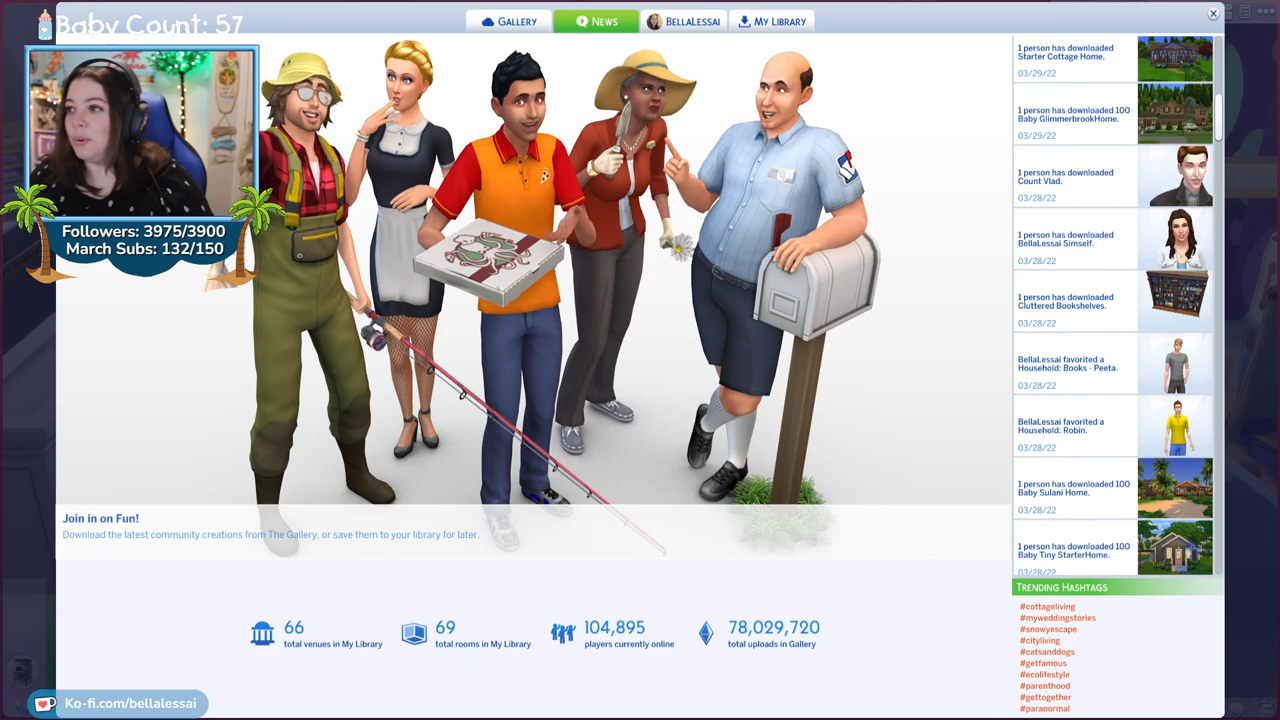 Baby Count: 57
Gallery
News
BellaLessai
My Library
Followers: 3975/3900
March Subs: 132/150
1 person has downloaded
Starter Cottage Home.
03/29/22
1 person has downloaded 100
Baby GlimmerbrookHome.
03/29/22
1 person has downloaded
Count Vlad.
03/28/22
1 person has downloaded
BellaLessai Simself.
03/28/22
1 person has downloaded
Cluttered Bookshelves.
03/28/22
BellaLessai favorited a
Household: Books - Peeta.
03/28/22
BellaLessai favorited a
Household: Robin.
03/28/22
1 person has downloaded 100
Baby Sulani Home.
03/28/22
1 person has downloaded 100
Baby Tiny StarterHome.
03/28/22
Join in on Fun!
Download the latest community creations from The Gallery, or save them to your library for later.
66
total venues in My Library
69
total rooms in My Library
104,895
players currently online
78,029,720
total uploads in Gallery
Trending Hashtags
#cottageliving
#myweddingstories
#snowyescape
#cityliving
#catsanddogs
#getfamous
#ecolifestyle
#parenthood
#gettogether
#paranormal
Ko-fi.com/bellalessai